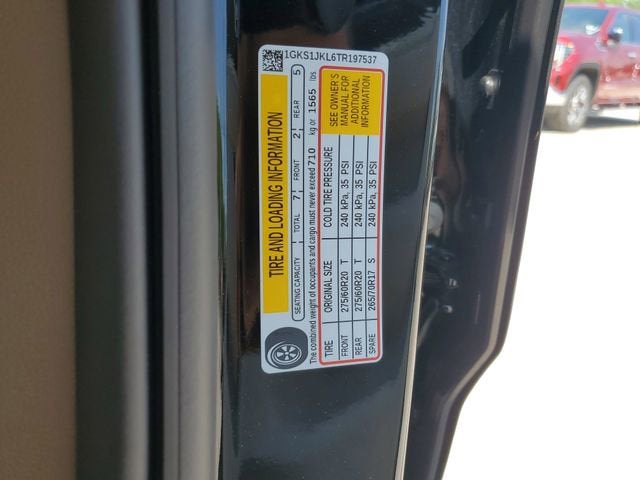 1GKS1JKL6TR197537
TIRE AND LOADING INFORMATION
SEATING CAPACITY TOTAL 7 FRONT 2 REAR 5
The combined weight of occupants and cargo must never exceed 710 kg or 1565 lbs
TIRE ORIGINAL SIZE COLD TIRE PRESSURE
FRONT 275/60R20 T 240 kPa, 35 PSI
REAR 275/60R20 T 240 kPa, 35 PSI
SPARE 265/70R17 S 240 kPa, 35 PSI
SEE OWNER'S
MANUAL FOR
ADDITIONAL
INFORMATION